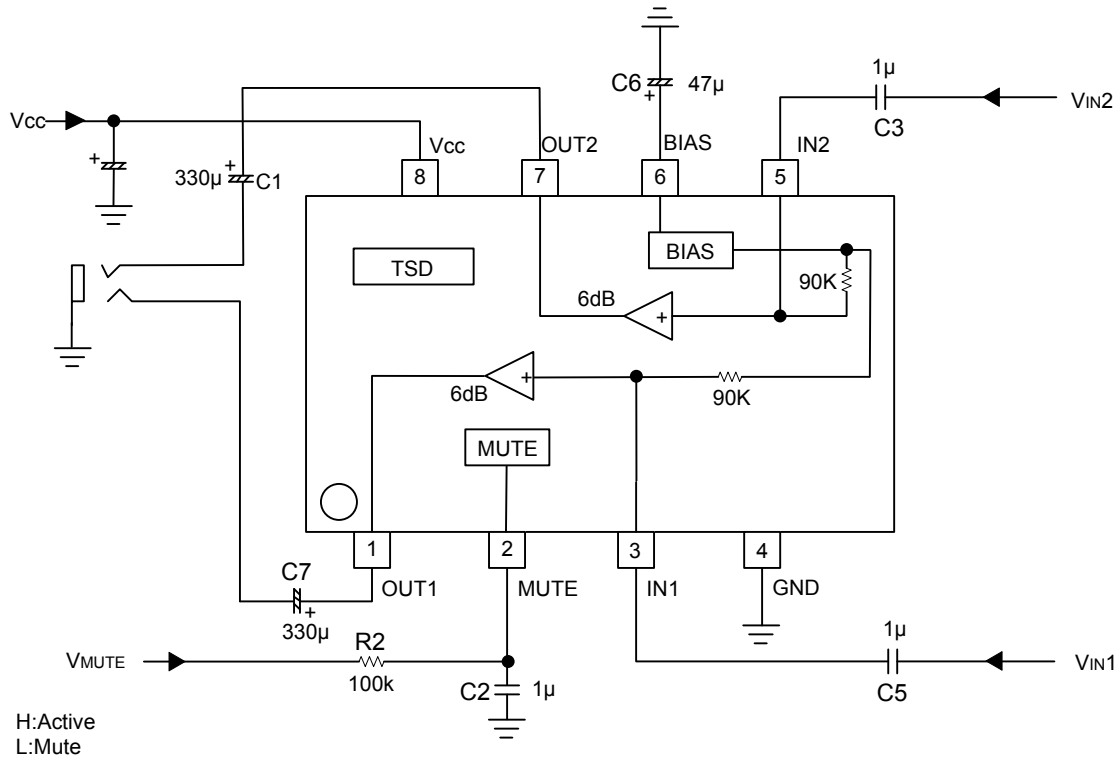 1µ
C6 47µ
VIN2
C3
Vcc
+
+
Vcc
OUT2
BIAS
IN2
+
330µ C1
8
7
6
5
TSD
BIAS
90K
6dB
+
+
6dB
90K
MUTE
1
2
3
4
C7
OUT1
MUTE
IN1
GND
+
330µ
1µ
R2
VMUTE
VIN1
100k
C2 1µ
C5
H:Active
L:Mute